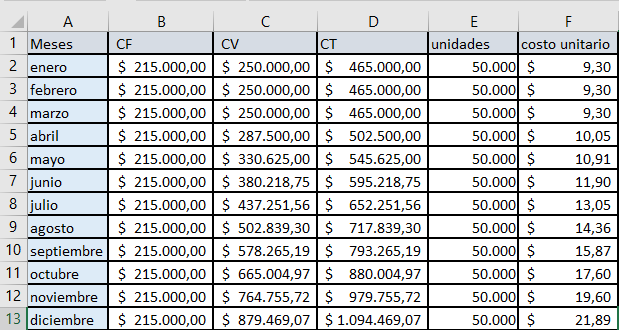 A B C D E F
1 Meses CF CV CT unidades costo unitario
2 enero $ 215.000,00 $ 250.000,00 $ 465.000,00 50.000 $ 9,30
3 febrero $ 215.000,00 $ 250.000,00 $ 465.000,00 50.000 $ 9,30
4 marzo $ 215.000,00 $ 250.000,00 $ 465.000,00 50.000 $ 9,30
5 abril $ 215.000,00 $ 287.500,00 $ 502.500,00 50.000 $ 10,05
6 mayo $ 215.000,00 $ 330.625,00 $ 545.625,00 50.000 $ 10,91
7 junio $ 215.000,00 $ 380.218,75 $ 595.218,75 50.000 $ 11,90
8 julio $ 215.000,00 $ 437.251,56 $ 652.251,56 50.000 $ 13,05
9 agosto $ 215.000,00 $ 502.839,30 $ 717.839,30 50.000 $ 14,36
10 septiembre $ 215.000,00 $ 578.265,19 $ 793.265,19 50.000 $ 15,87
11 octubre $ 215.000,00 $ 665.004,97 $ 880.004,97 50.000 $ 17,60
12 noviembre $ 215.000,00 $ 764.755,72 $ 979.755,72 50.000 $ 19,60
13 diciembre $ 215.000,00 $ 879.469,07 $ 1.094.469,07 50.000 $ 21,89